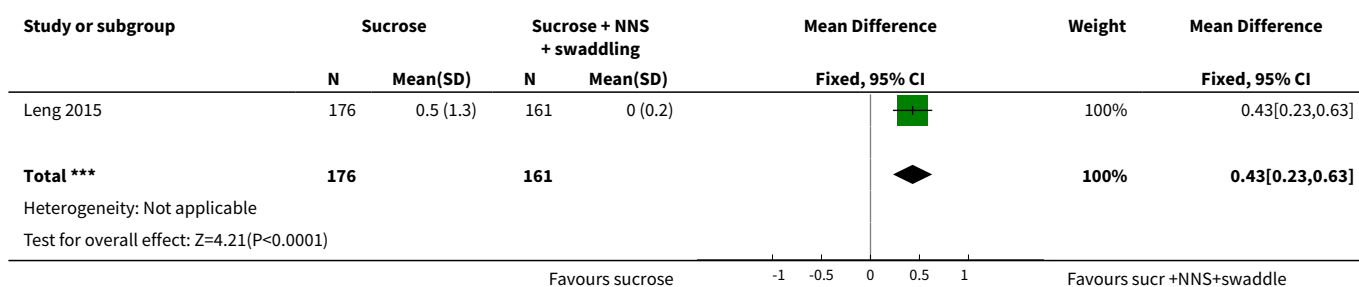 Study or subgroup Sucrose Sucrose + NNS + swaddling Mean Difference Weight Mean Difference
N Mean(SD) N Mean(SD) Fixed, 95% CI Fixed, 95% CI
Leng 2015 176 0.5 (1.3) 161 0 (0.2) 100% 0.43[0.23,0.63]
Total *** 176 161 100% 0.43[0.23,0.63]
Heterogeneity: Not applicable
Test for overall effect: Z=4.21(P<0.0001)
Favours sucrose -1 -0.5 0 0.5 1 Favours sucr +NNS+swaddle